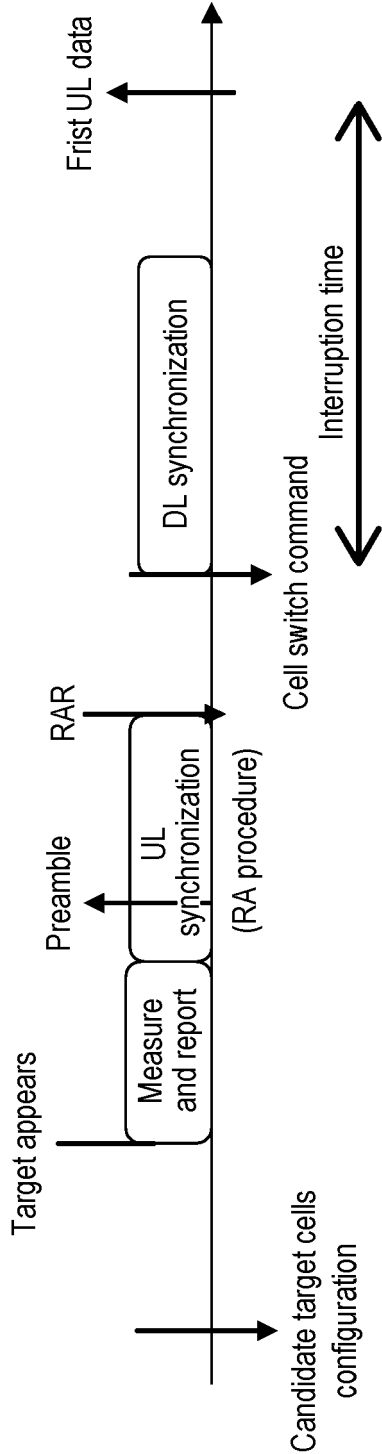 Candidate target cells
configuration
Target appears
Measure
and report
Preamble
UL
synchronization
(RA procedure)
RAR
Cell switch command
DL synchronization
Interruption time
Frist UL data